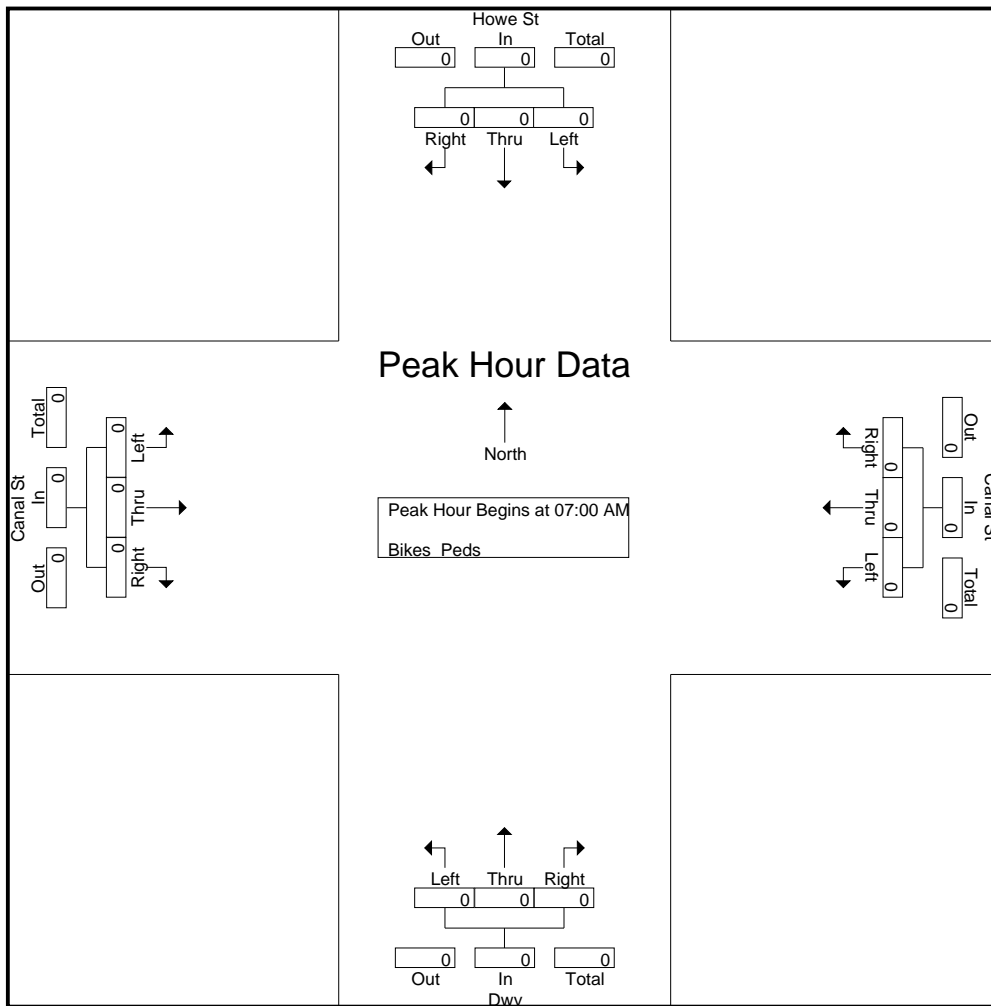 Howe St
Out In Total
0 0 0
0 0 0
Right Thru Left
Peak Hour Data
North
Peak Hour Begins at 07:00 AM
Bikes Peds
Canal St
Total In Out
0 0 0
0 0 0
Left Thru Right
Canal St
Out In Total
0 0 0
0 0 0
Right Thru Left
Left Thru Right
0 0 0
0 0 0
Out In Total
Dwy